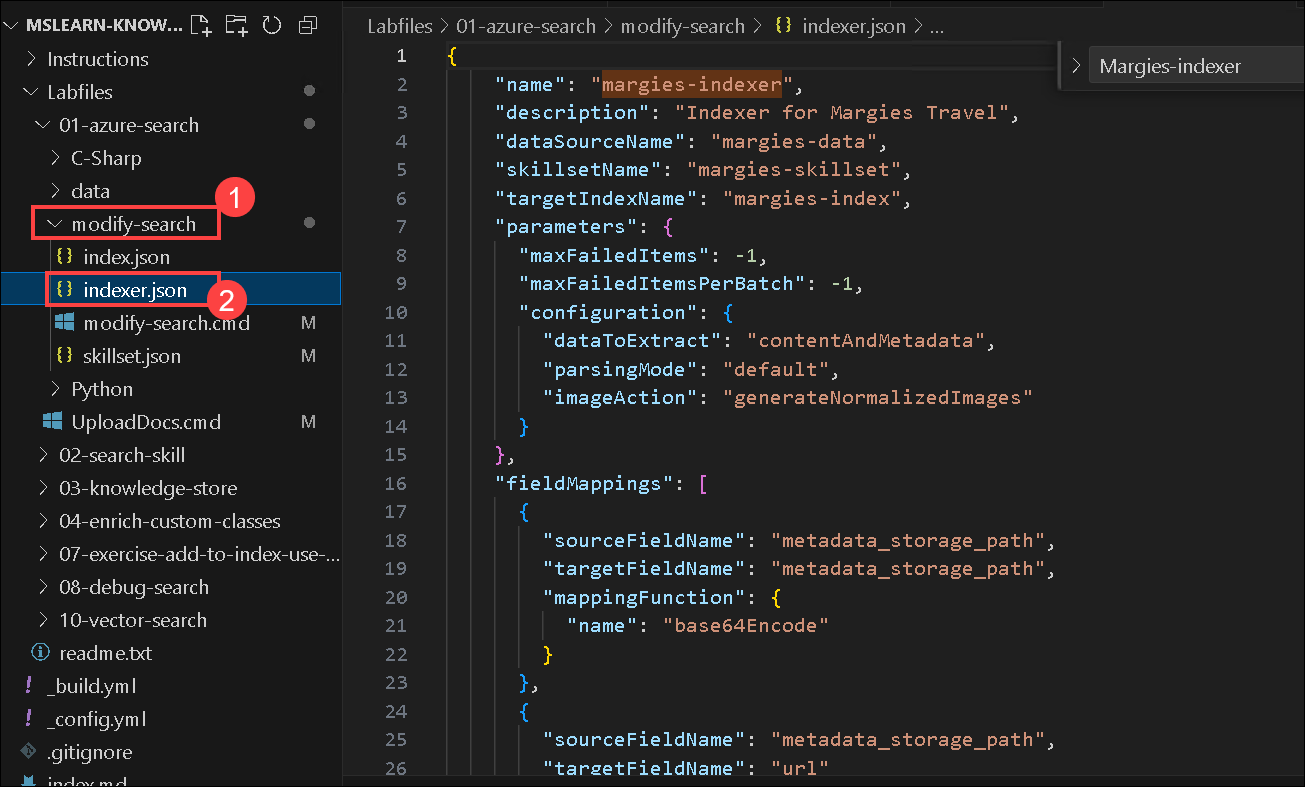 MSLEARN-KNOW...
Instructions
Labfiles
01-azure-search
C-Sharp
data
1
modify-search
index.json
indexer.json
2
modify-search.cmd M
skillset.json M
Python
UploadDocs.cmd M
02-search-skill
03-knowledge-store
04-enrich-custom-classes
07-exercise-add-to-index-use-...
08-debug-search
10-vector-search
readme.txt
_build.yml
_config.yml
.gitignore
index.md
Labfiles > 01-azure-search > modify-search > {} indexer.json > ...
Margies-indexer
1 {
2 "name": "margies-indexer",
3 "description": "Indexer for Margies Travel",
4 "dataSourceName": "margies-data",
5 "skillsetName": "margies-skillset",
6 "targetIndexName": "margies-index",
7 "parameters": {
8 "maxFailedItems": -1,
9 "maxFailedItemsPerBatch": -1,
10 "configuration": {
11 "dataToExtract": "contentAndMetadata",
12 "parsingMode": "default",
13 "imageAction": "generateNormalizedImages"
14 }
15 },
16 "fieldMappings": [
17 {
18 "sourceFieldName": "metadata_storage_path",
19 "targetFieldName": "metadata_storage_path",
20 "mappingFunction": {
21 "name": "base64Encode"
22 }
23 },
24 {
25 "sourceFieldName": "metadata_storage_path",
26 "targetFieldName": "url"